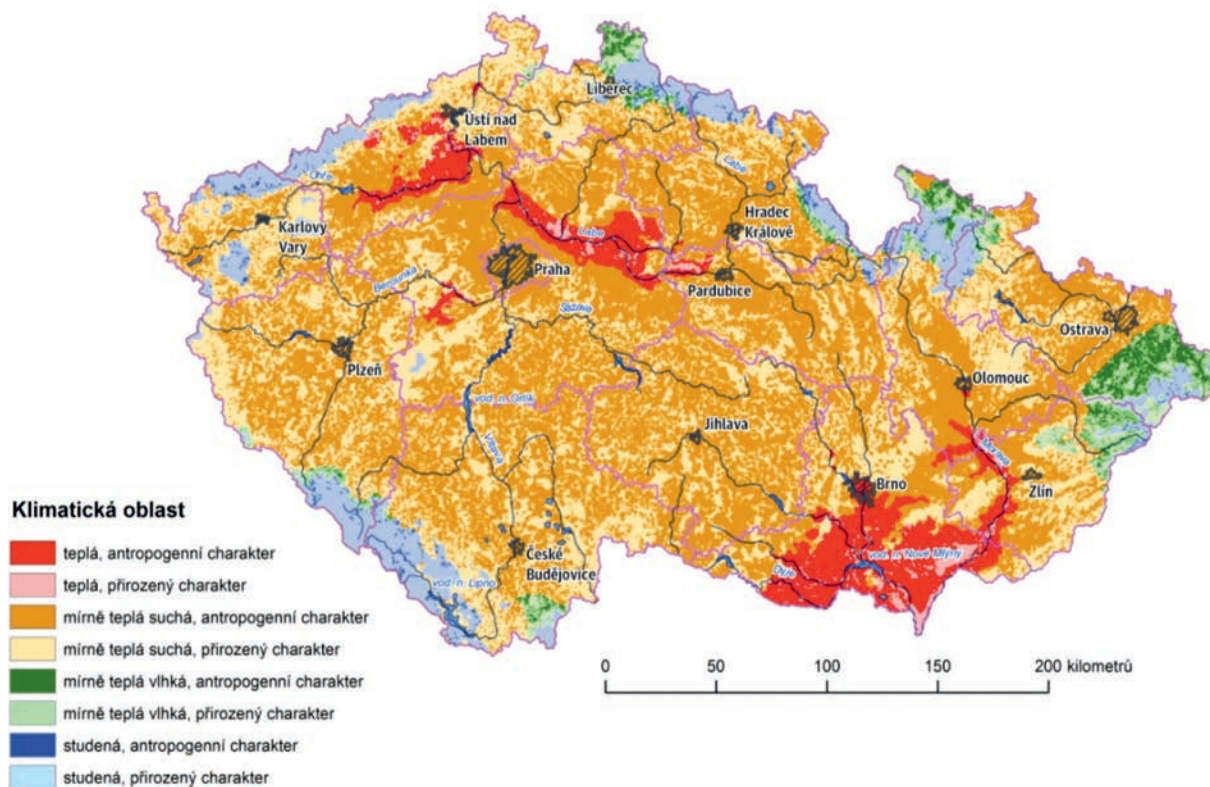 Liberec
Ústí nad
Labem
Ohře
Labe
Karlovy
Vary
Hradec
Králové
Labe
Praha
Berounka
Pardubice
Sázava
Ostrava
Plzeň
Olomouc
vod. n. Orlík
Jihlava
Vltava
Morava
Brno
Zlín
České
Budějovice
vod. n. Nové Mlýny
Dyje
vod. n. Lipno
Klimatická oblast
teplá, antropogenní charakter
teplá, přirozený charakter
mírně teplá suchá, antropogenní charakter
mírně teplá suchá, přirozený charakter
mírně teplá vlhká, antropogenní charakter
mírně teplá vlhká, přirozený charakter
studená, antropogenní charakter
studená, přirozený charakter
0 50 100 150 200 kilometrů